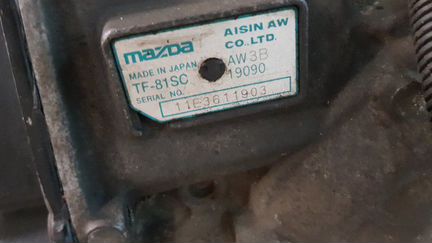 mazda AISIN AW
CO.,LTD.
MADE IN JAPAN AW3B
TF-81SC 19090
SERIAL NO.
11E3611903